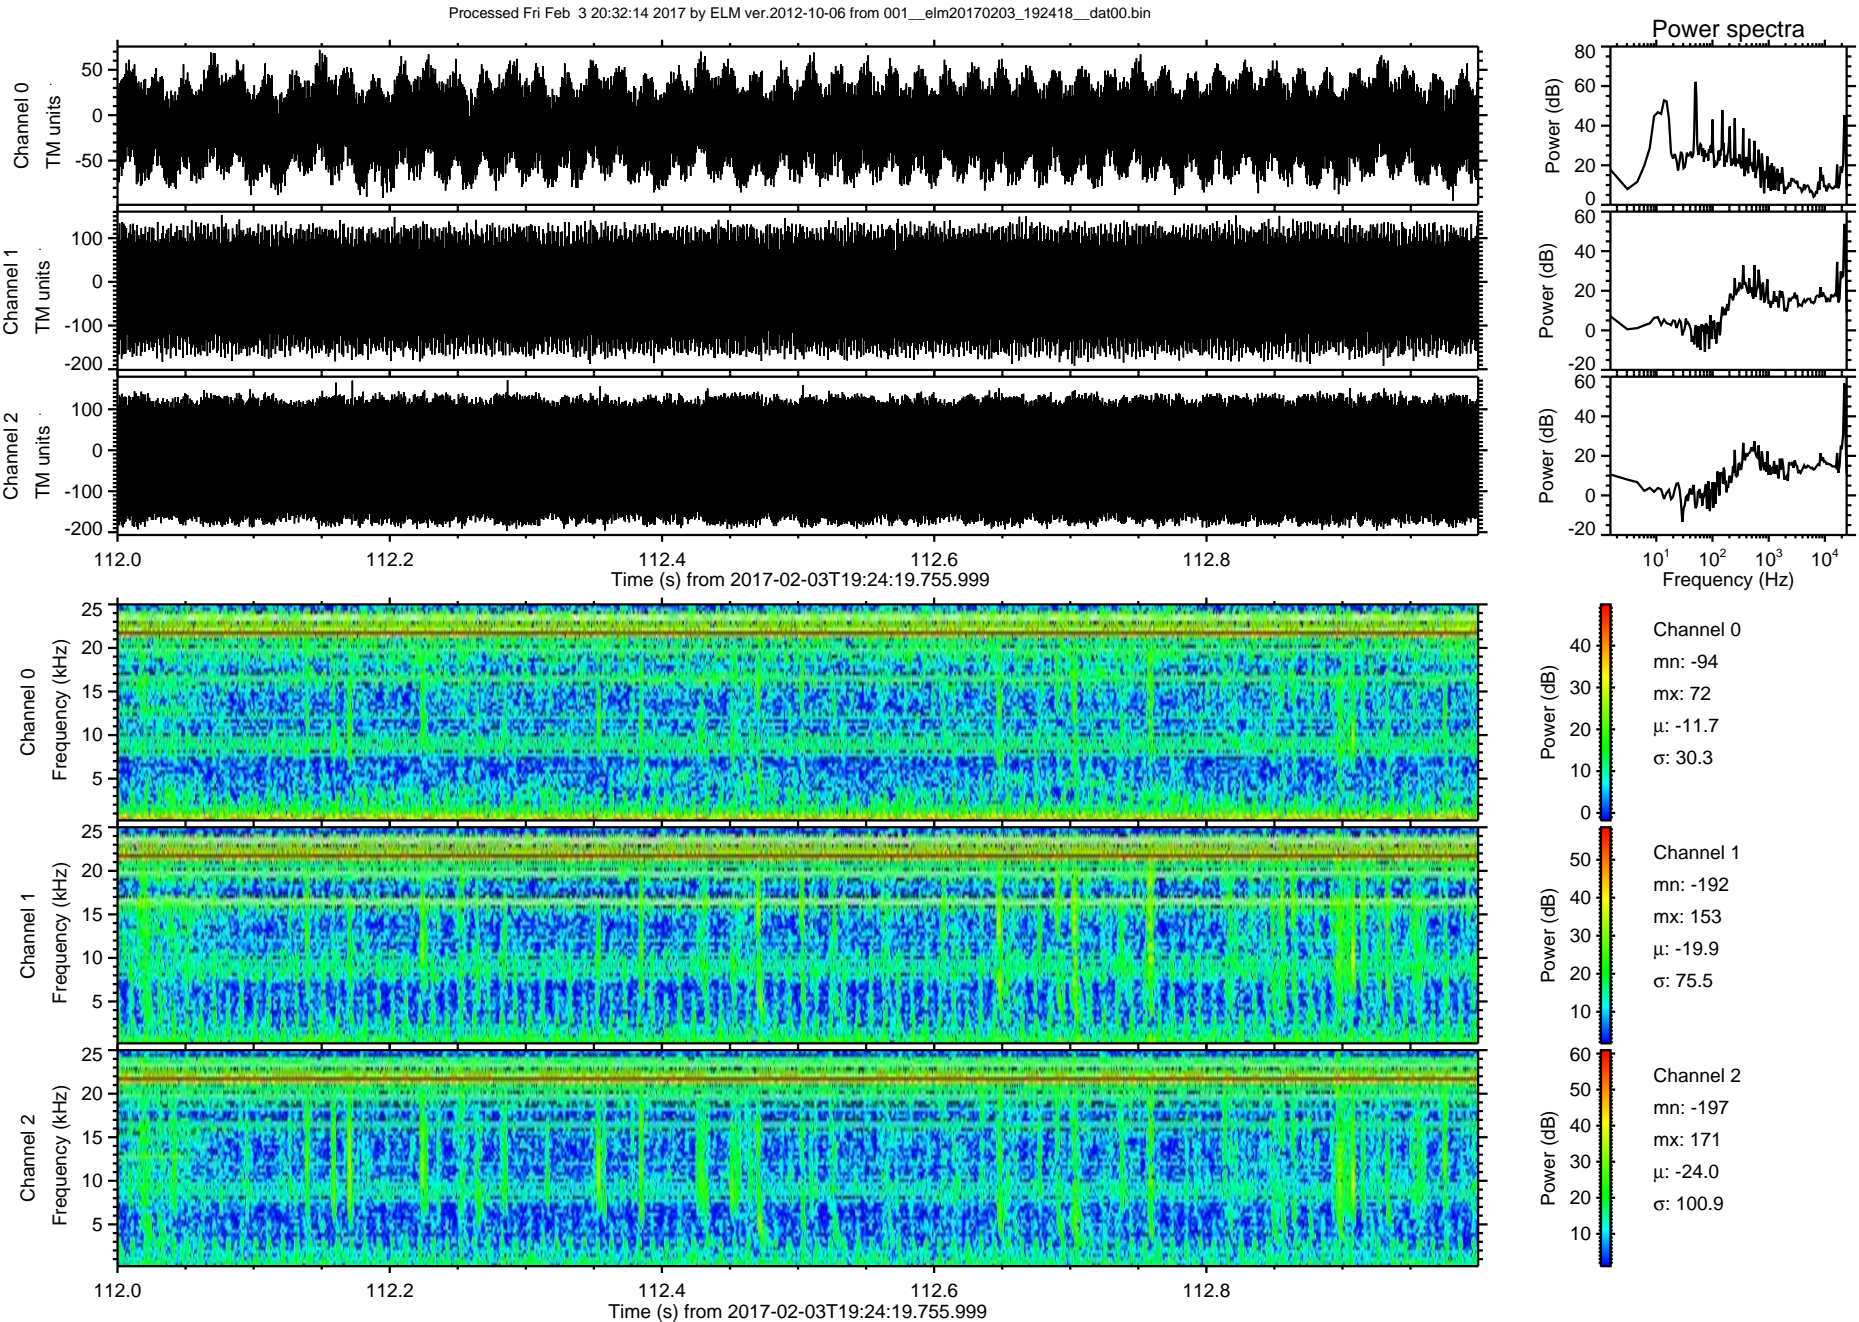 Processed Fri Feb  3 20:32:14 2017 by ELM ver.2012-10-06 from 001__elm20170203_192418__dat00.bin
Power spectra
Channel 0
TM units
50
0
-50
Power (dB)
80
60
40
20
0
Channel 1
TM units
100
0
-100
-200
Power (dB)
60
40
20
0
-20
Channel 2
TM units
100
0
-100
-200
Power (dB)
60
40
20
0
-20
112.0 112.2 112.4 112.6 112.8
Time (s) from 2017-02-03T19:24:19.755.999
10^1 10^2 10^3 10^4
Frequency (Hz)
Channel 0
Frequency (kHz)
25
20
15
10
5
Power (dB)
40
30
20
10
0
Channel 0
mn: -94
mx: 72
μ: -11.7
σ: 30.3
Channel 1
Frequency (kHz)
25
20
15
10
5
Power (dB)
50
40
30
20
10
Channel 1
mn: -192
mx: 153
μ: -19.9
σ: 75.5
Channel 2
Frequency (kHz)
25
20
15
10
5
Power (dB)
60
50
40
30
20
10
Channel 2
mn: -197
mx: 171
μ: -24.0
σ: 100.9
112.0 112.2 112.4 112.6 112.8
Time (s) from 2017-02-03T19:24:19.755.999